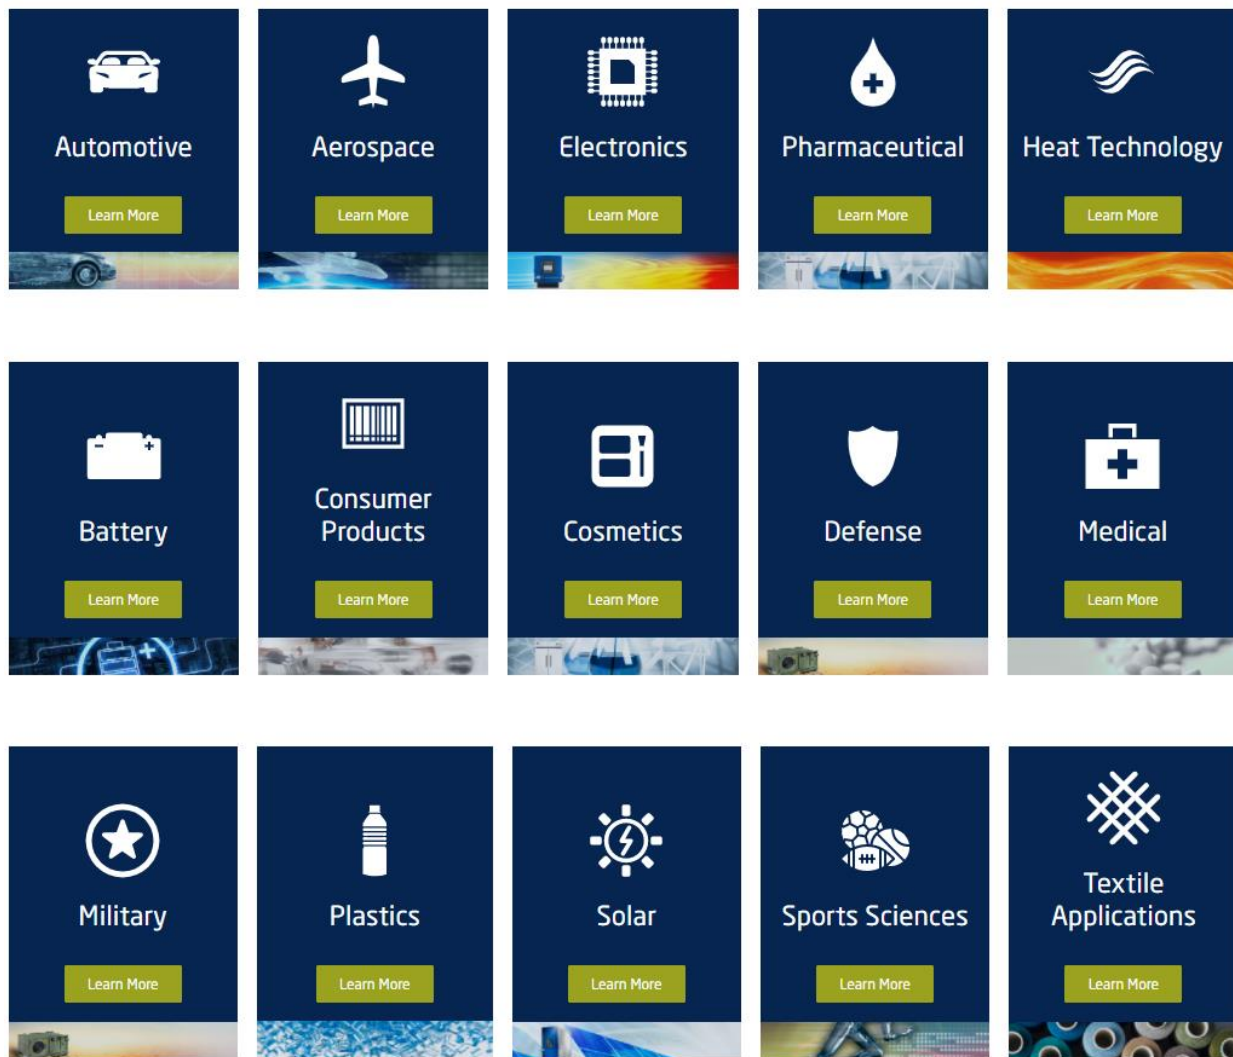 Automotive
Aerospace
Electronics
Pharmaceutical
Heat Technology
Learn More
Learn More
Learn More
Learn More
Learn More
Battery
Consumer
Products
Cosmetics
Defense
Medical
Learn More
Learn More
Learn More
Learn More
Learn More
Military
Plastics
Solar
Sports Sciences
Textile
Applications
Learn More
Learn More
Learn More
Learn More
Learn More